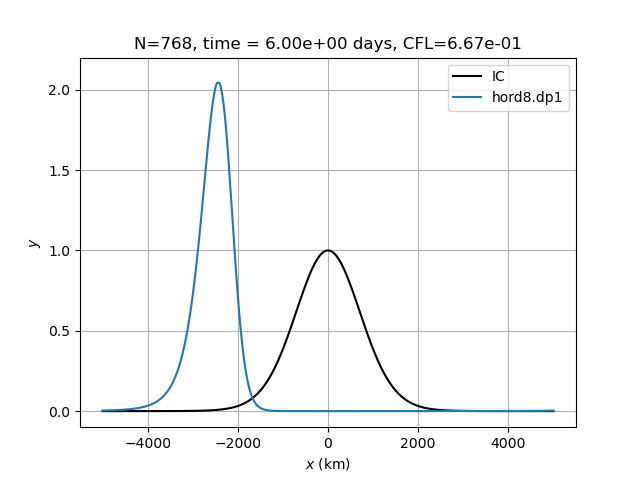 N=768, time = 6.00e+00 days, CFL=6.67e-01
IC
hord8.dp1
y
2.0
1.5
1.0
0.5
0.0
−4000 −2000 0 2000 4000
x (km)